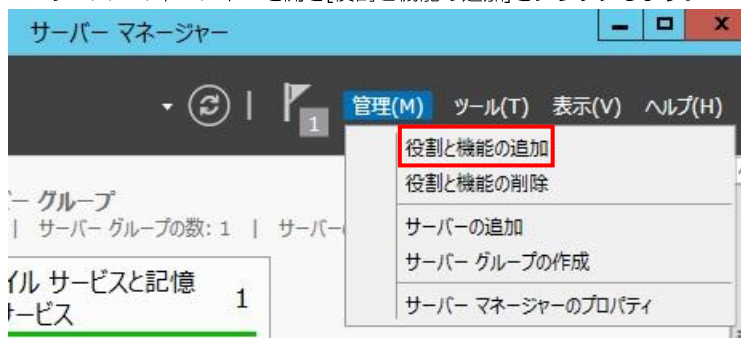 サーバー マネージャー
1
管理(M) ツール(T) 表示(V) ヘルプ(H)
役割と機能の追加
役割と機能の削除
サーバーの追加
サーバー グループの作成
サーバー マネージャーのプロパティ
グループ
| サーバー グループの数: 1 | サーバー
イル サービスと記憶
サービス
1